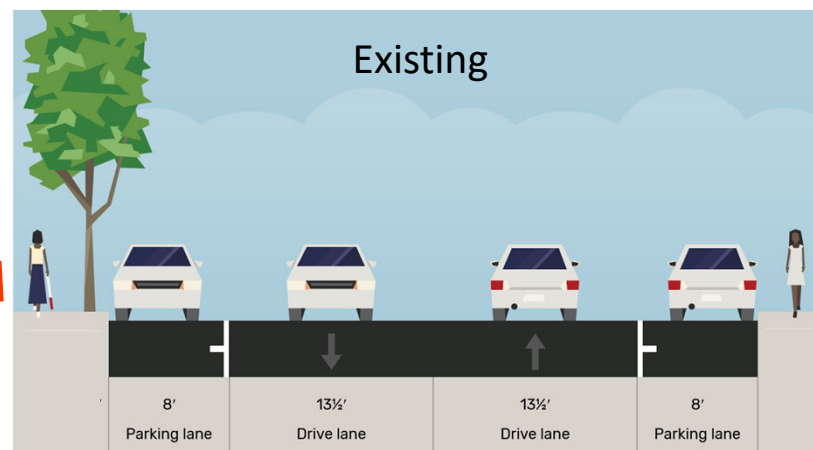 Existing
8′ 13½′ 13½′ 8′
Parking lane Drive lane Drive lane Parking lane